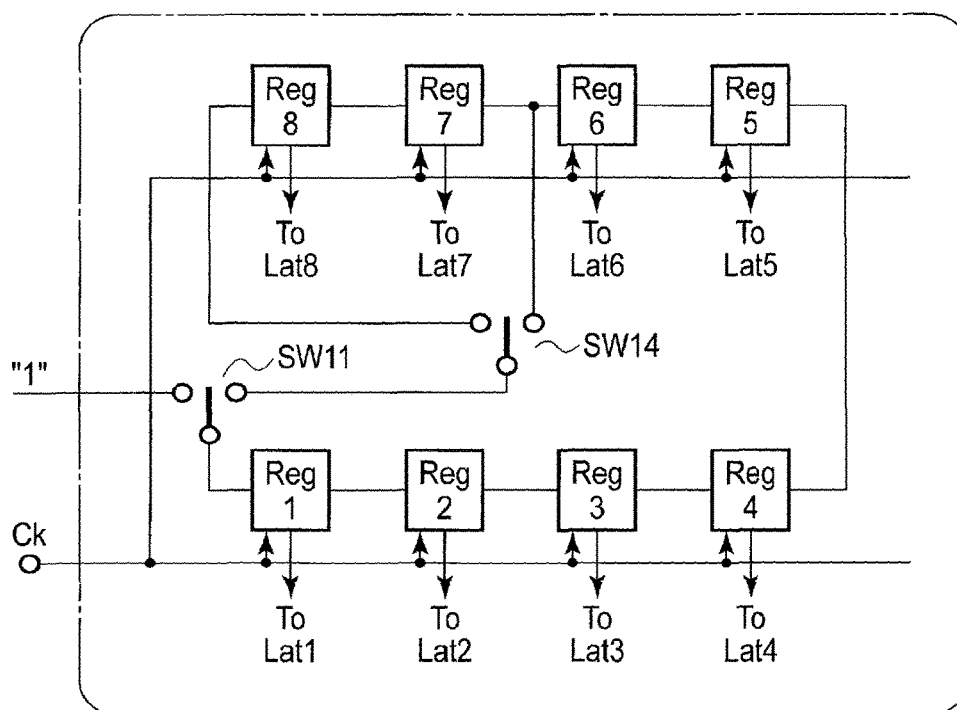 Reg
8
Reg
7
Reg
6
Reg
5
To
Lat8
To
Lat7
To
Lat6
To
Lat5
SW14
SW11
"1"
Reg
1
Reg
2
Reg
3
Reg
4
Ck
To
Lat1
To
Lat2
To
Lat3
To
Lat4